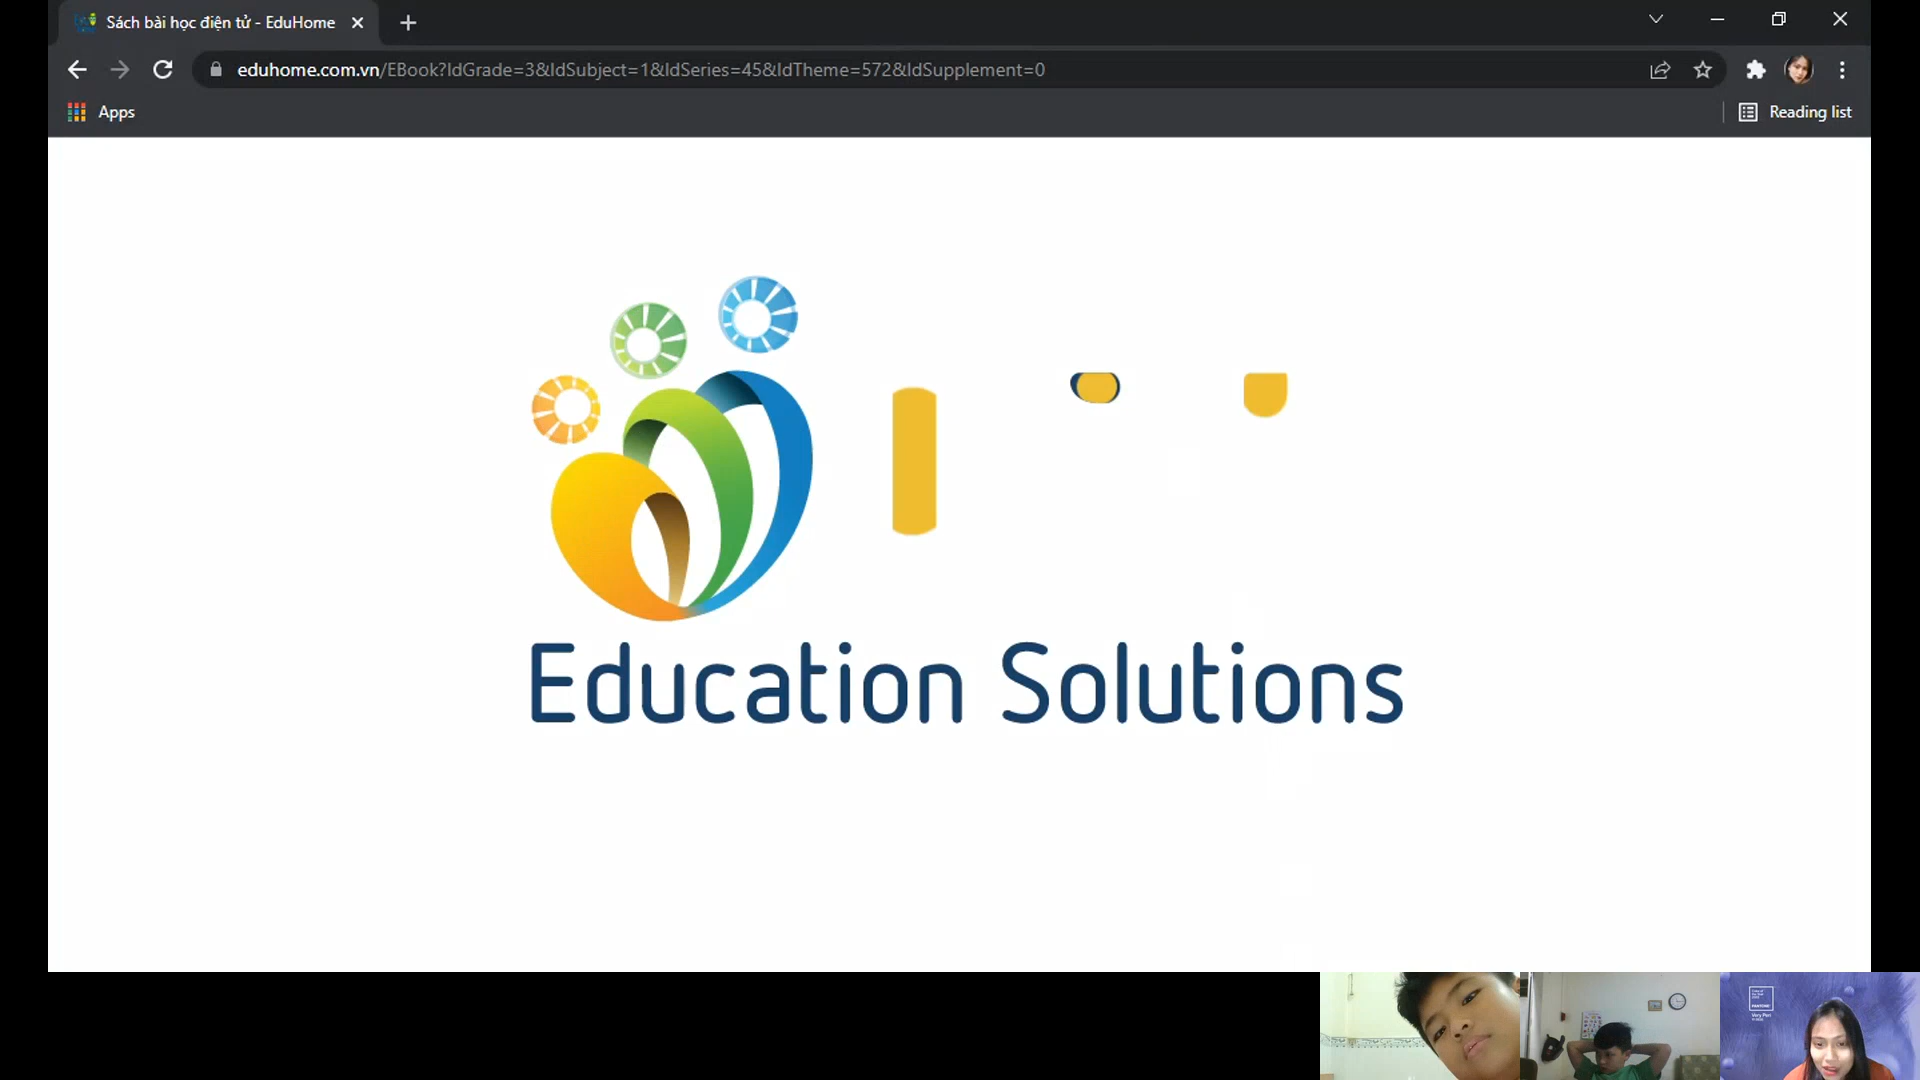 Sách bài học điện tử - EduHome
eduhome.com.vn/EBook?IdGrade=3&IdSubject=1&IdSeries=45&IdTheme=572&IdSupplement=0
Apps
Reading list
Education Solutions